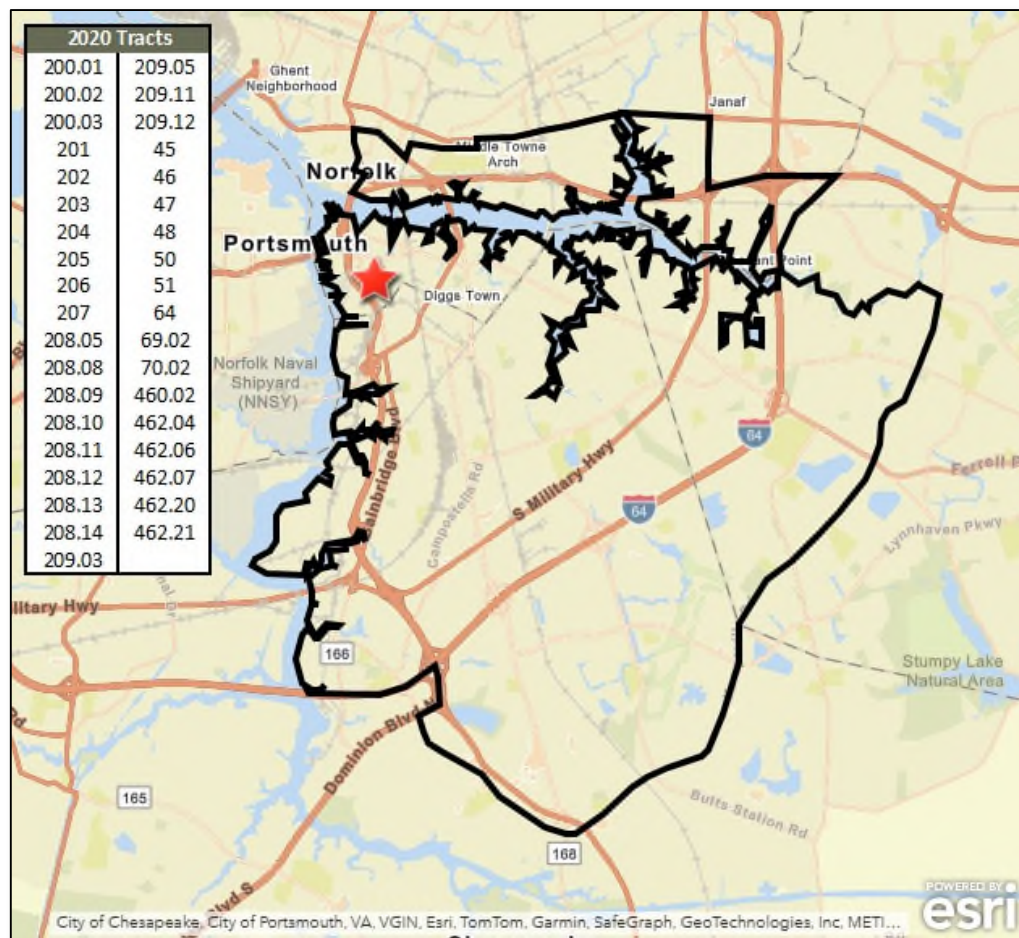 2020 Tracts
200.01 209.05
200.02 209.11
200.03 209.12
201 45
202 46
203 47
204 48
205 50
206 51
207 64
208.05 69.02
208.08 70.02
208.09 460.02
208.10 462.04
208.11 462.06
208.12 462.07
208.13 462.20
208.14 462.21
209.03
Ghent
Neighborhood
Janaf
Towne
Arch
Norfolk
Portsmouth
Point
Diggs Town
Norfolk Naval
Shipyard
(NNSY)
Bainbridge Blvd
Campostella Rd
S Military Hwy
64
64
Lynnhaven Pkwy
ilitary Hwy
166
Stumpy Lake
Natural Area
Rd
Dominion Blvd N
165
Butts Station Rd
168
Blvd S
POWERED BY
esri
City of Chesapeake, City of Portsmouth, VA, VGIN, Esri, TomTom, Garmin, SafeGraph, GeoTechnologies, Inc, METI...